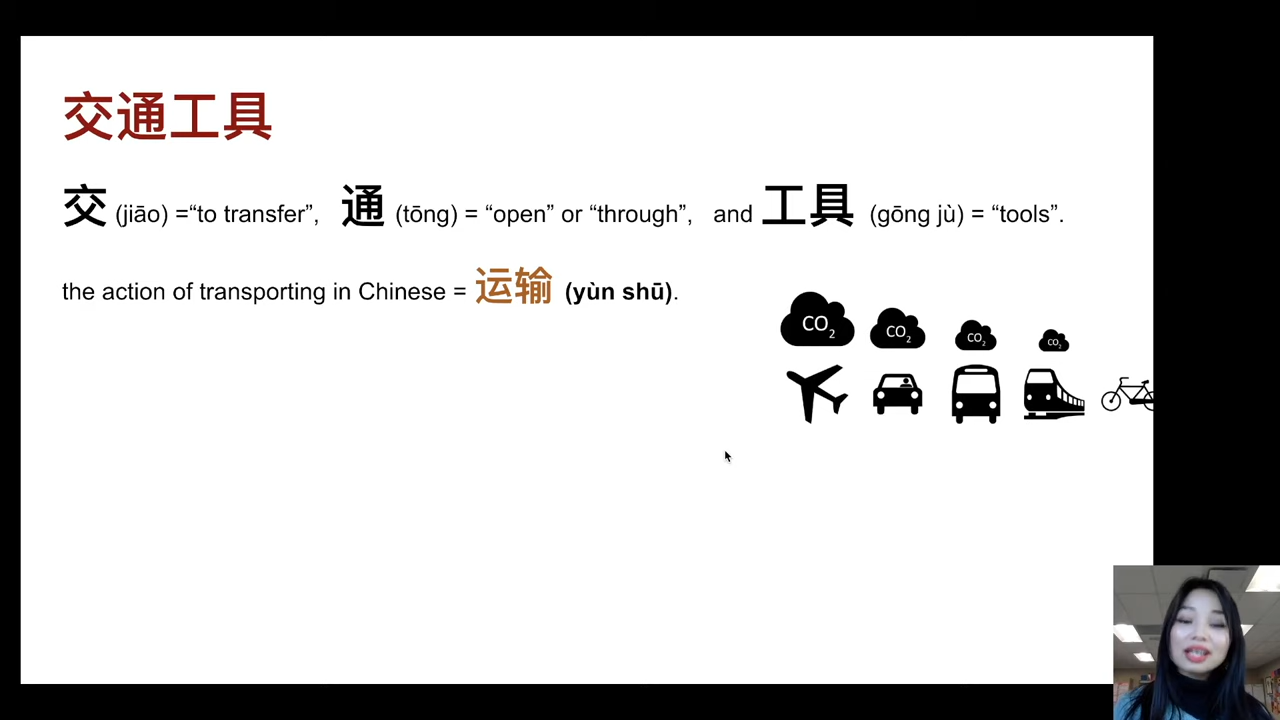 交通工具
交 (jiāo) =“to transfer”, 通 (tōng) = “open” or “through”, and 工具 (gōng jù) = “tools”.
the action of transporting in Chinese = 运输 (yùn shū).
CO2 CO2 CO2 CO2